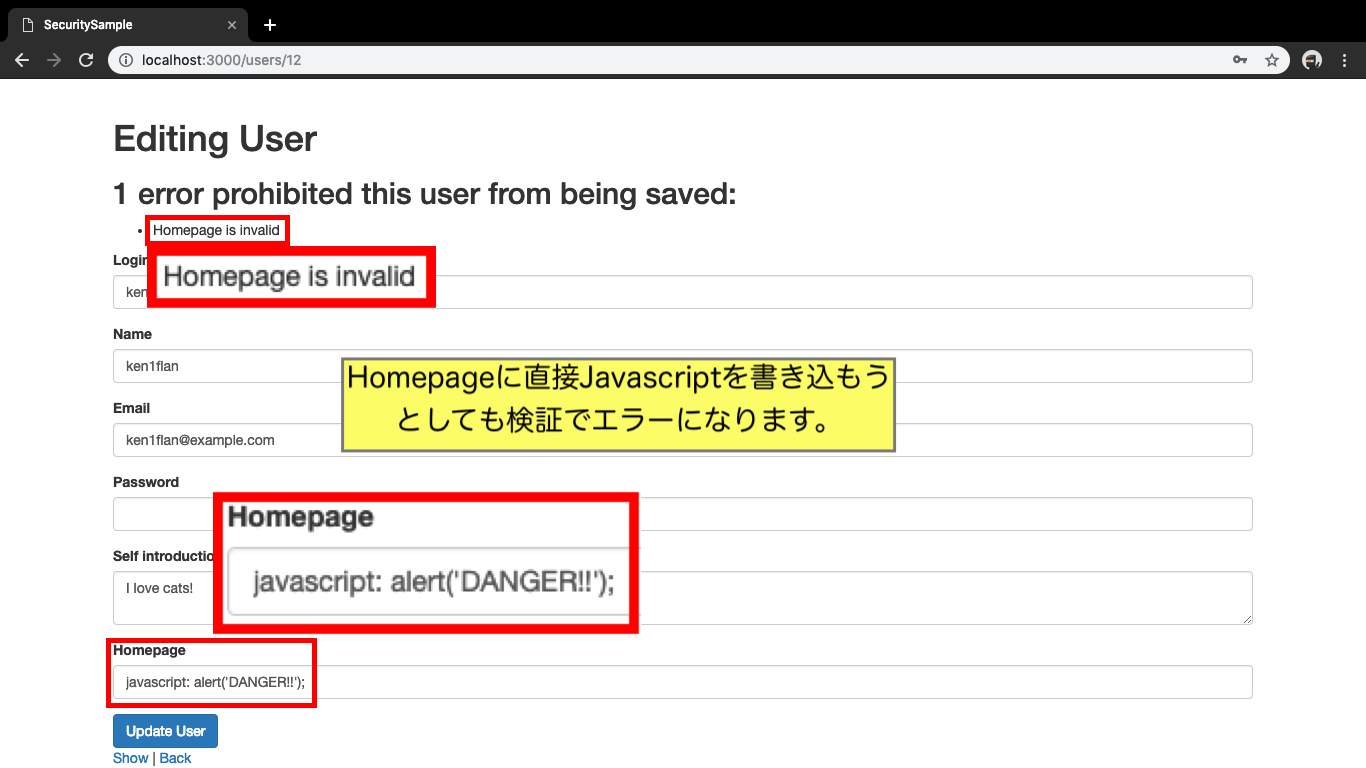 SecuritySample
localhost:3000/users/12
Editing User
1 error prohibited this user from being saved:
Homepage is invalid
Homepage is invalid
Login
ken
Name
ken1flan
Homepageに直接Javascriptを書き込もう
としても検証でエラーになります。
Email
ken1flan@example.com
Password
Homepage
javascript: alert('DANGER!!');
Self introductio
I love cats!
Homepage
javascript: alert('DANGER!!');
Update User
Show | Back